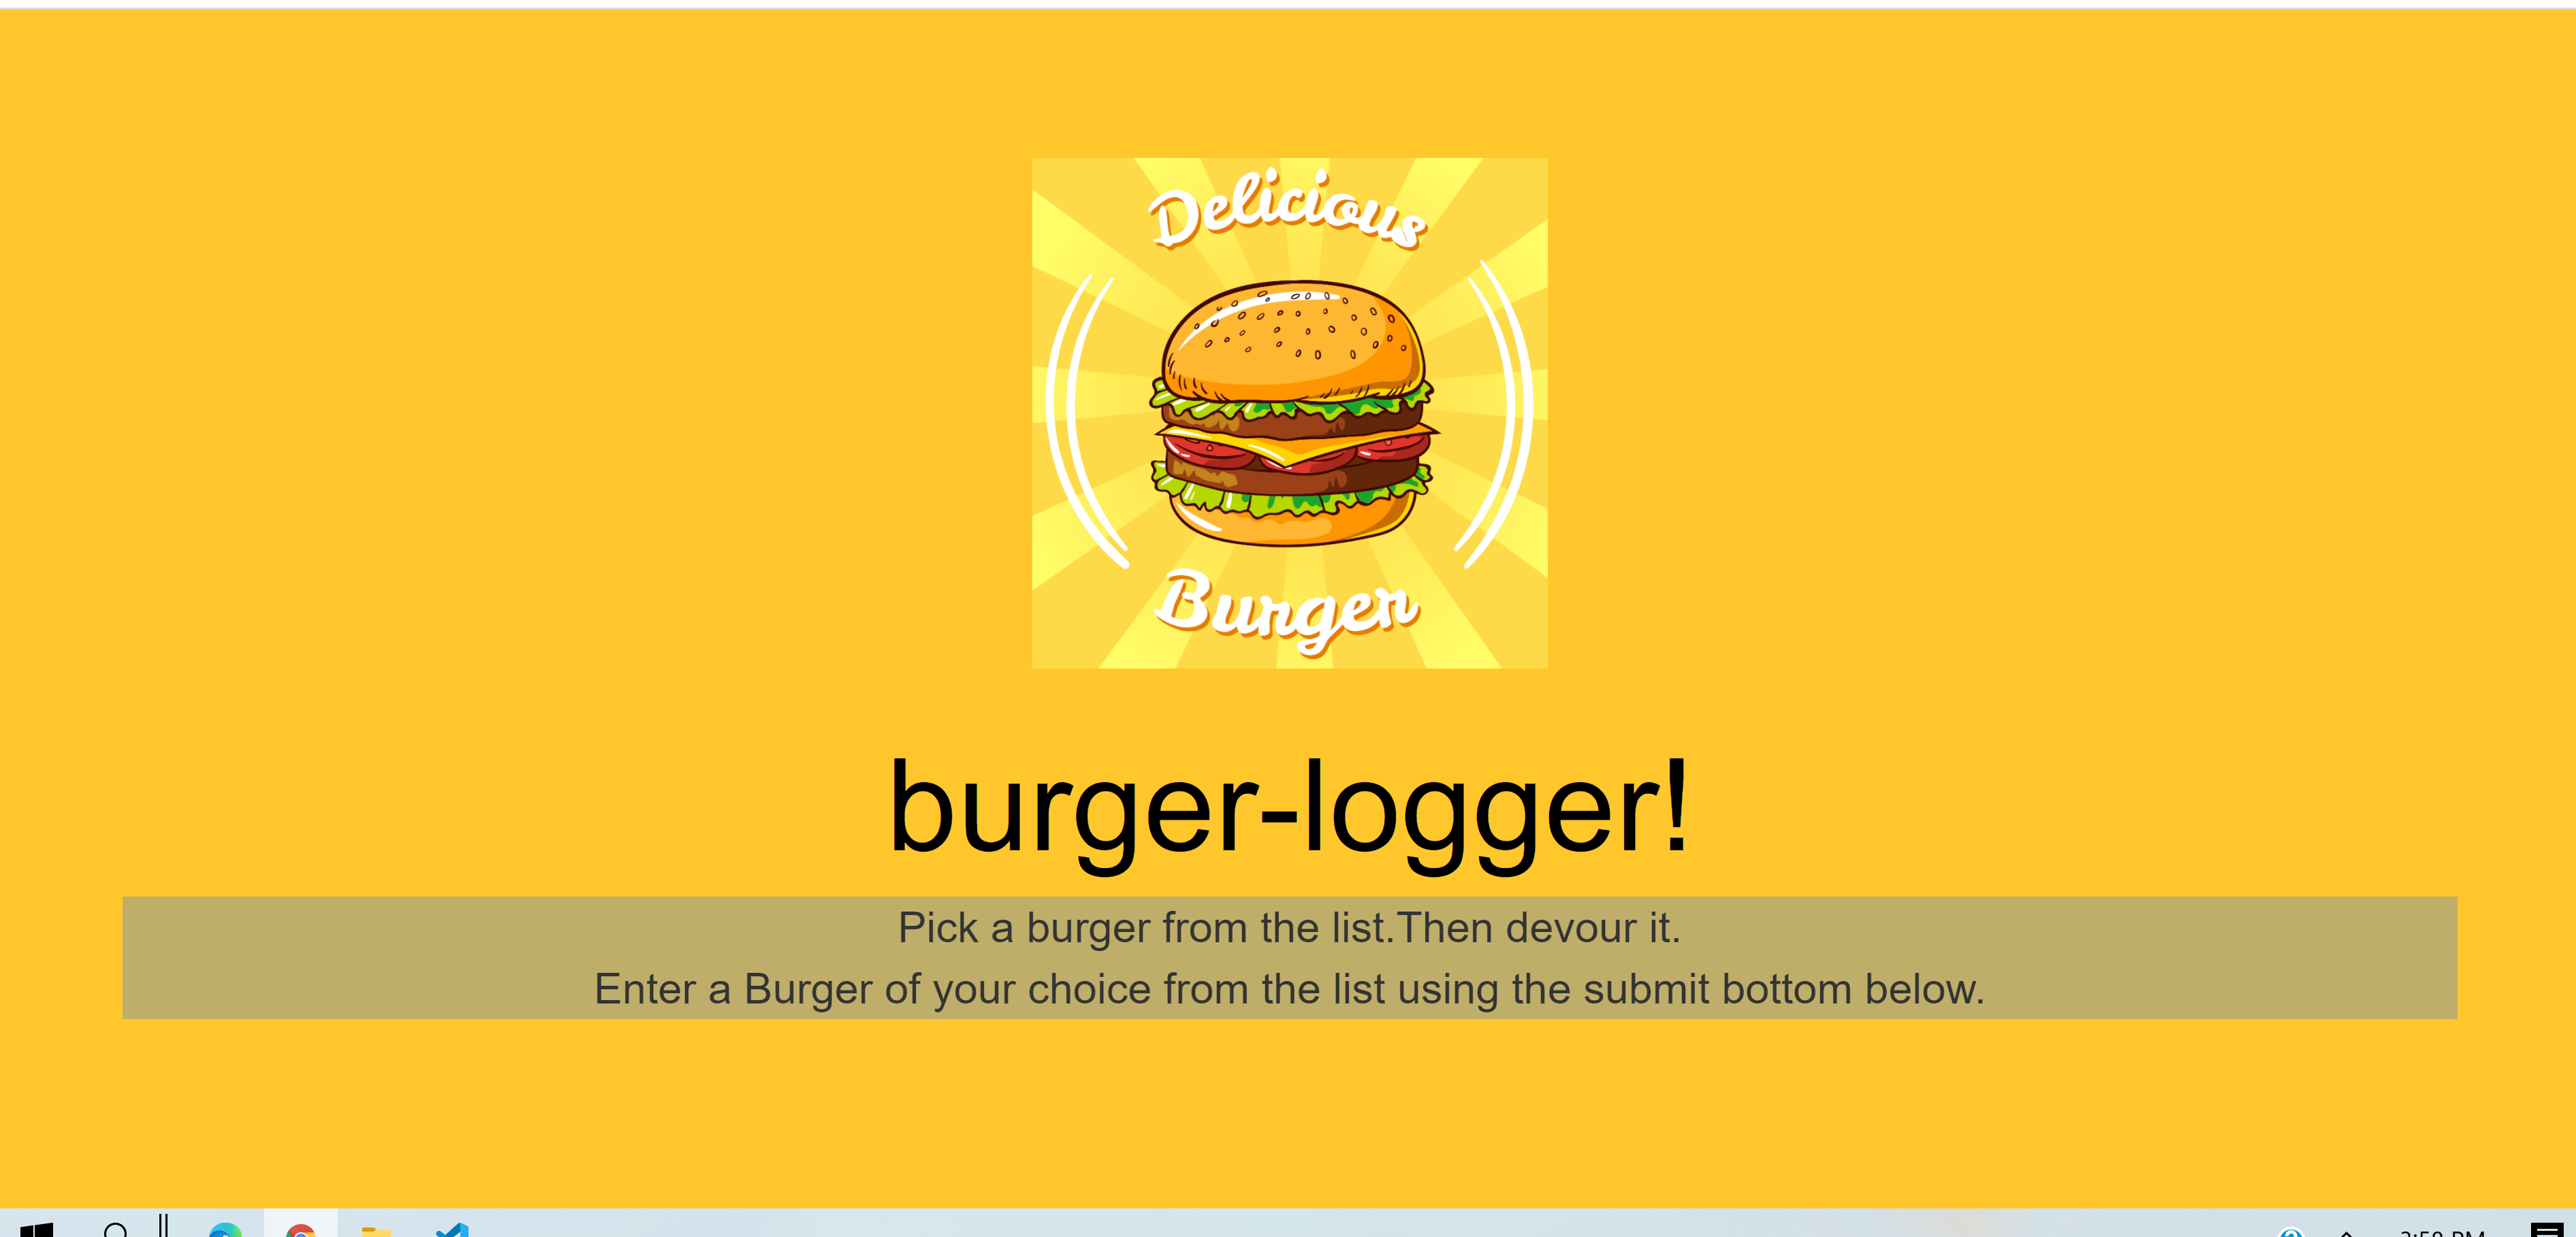 Delicious
Burger
burger-logger!
Pick a burger from the list.Then devour it.
Enter a Burger of your choice from the list using the submit bottom below.